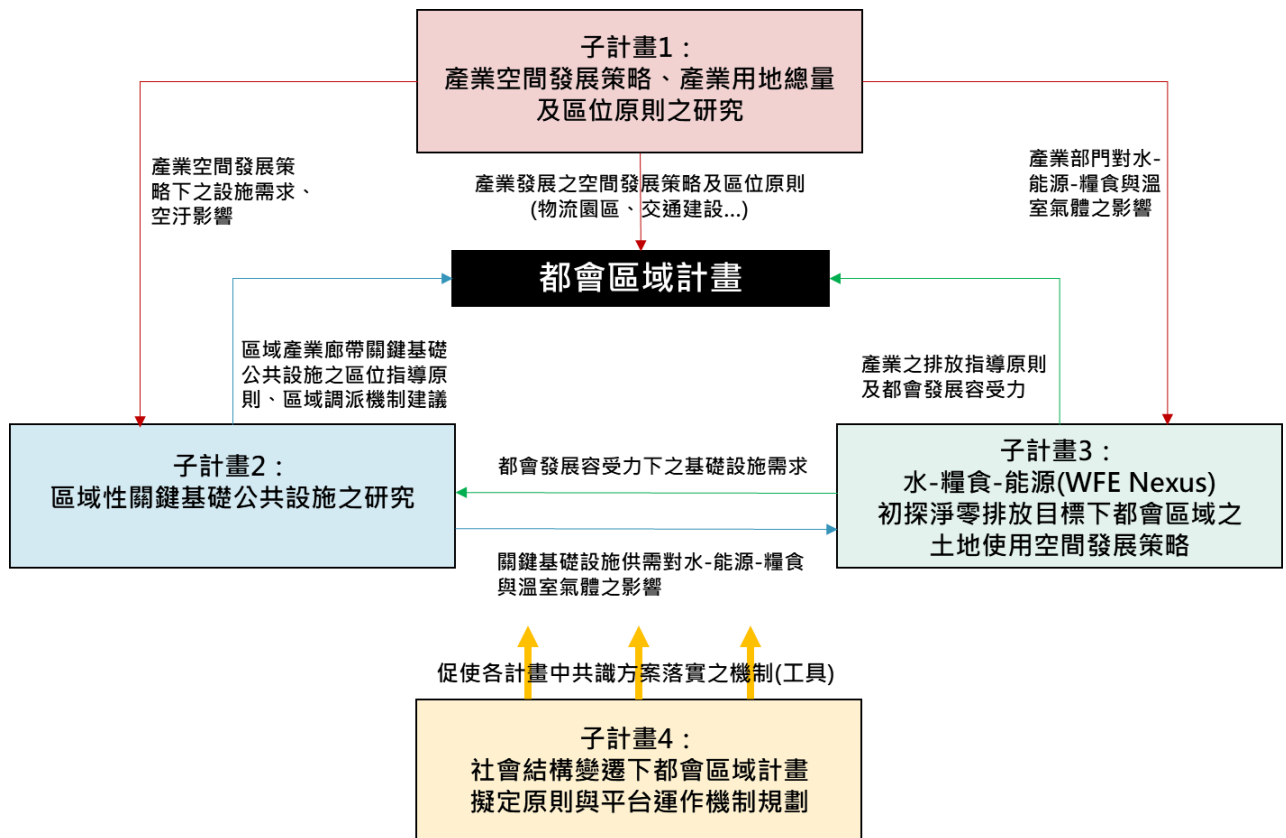 子計畫1：
產業空間發展策略、產業用地總量
及區位原則之研究
產業空間發展策
略下之設施需求、
空汙影響
產業發展之空間發展策略及區位原則
(物流園區、交通建設...)
產業部門對水-
能源-糧食與溫
室氣體之影響
都會區域計畫
區域產業廊帶關鍵基礎
公共設施之區位指導原
則、區域調派機制建議
產業之排放指導原則
及都會發展容受力
子計畫2：
區域性關鍵基礎公共設施之研究
都會發展容受力下之基礎設施需求
關鍵基礎設施供需對水-能源-糧食
與溫室氣體之影響
子計畫3：
水-糧食-能源(WFE Nexus)
初探淨零排放目標下都會區域之
土地使用空間發展策略
促使各計畫中共識方案落實之機制(工具)
子計畫4：
社會結構變遷下都會區域計畫
擬定原則與平台運作機制規劃